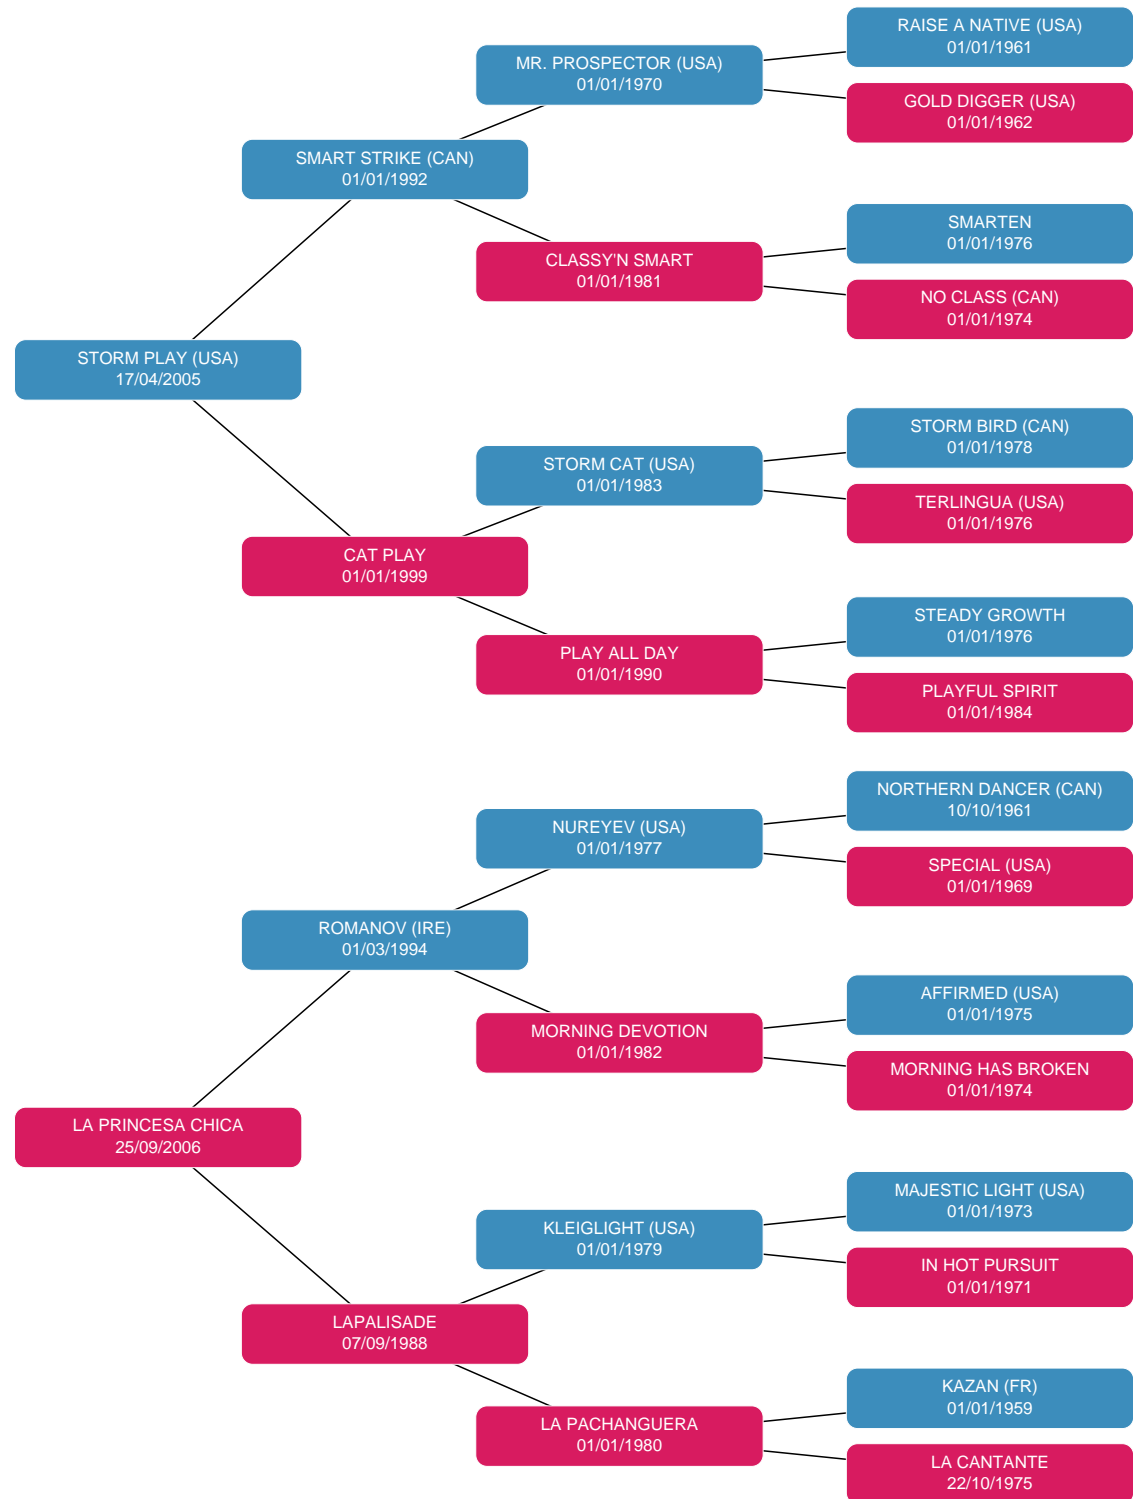 RAISE A NATIVE (USA)
01/01/1961
MR. PROSPECTOR (USA)
01/01/1970
GOLD DIGGER (USA)
01/01/1962
SMART STRIKE (CAN)
01/01/1992
SMARTEN
01/01/1976
CLASSY'N SMART
01/01/1981
NO CLASS (CAN)
01/01/1974
STORM PLAY (USA)
17/04/2005
STORM BIRD (CAN)
01/01/1978
STORM CAT (USA)
01/01/1983
TERLINGUA (USA)
01/01/1976
CAT PLAY
01/01/1999
STEADY GROWTH
01/01/1976
PLAY ALL DAY
01/01/1990
PLAYFUL SPIRIT
01/01/1984
NORTHERN DANCER (CAN)
10/10/1961
NUREYEV (USA)
01/01/1977
SPECIAL (USA)
01/01/1969
ROMANOV (IRE)
01/03/1994
AFFIRMED (USA)
01/01/1975
MORNING DEVOTION
01/01/1982
MORNING HAS BROKEN
01/01/1974
LA PRINCESA CHICA
25/09/2006
MAJESTIC LIGHT (USA)
01/01/1973
KLEIGLIGHT (USA)
01/01/1979
IN HOT PURSUIT
01/01/1971
LAPALISADE
07/09/1988
KAZAN (FR)
01/01/1959
LA PACHANGUERA
01/01/1980
LA CANTANTE
22/10/1975